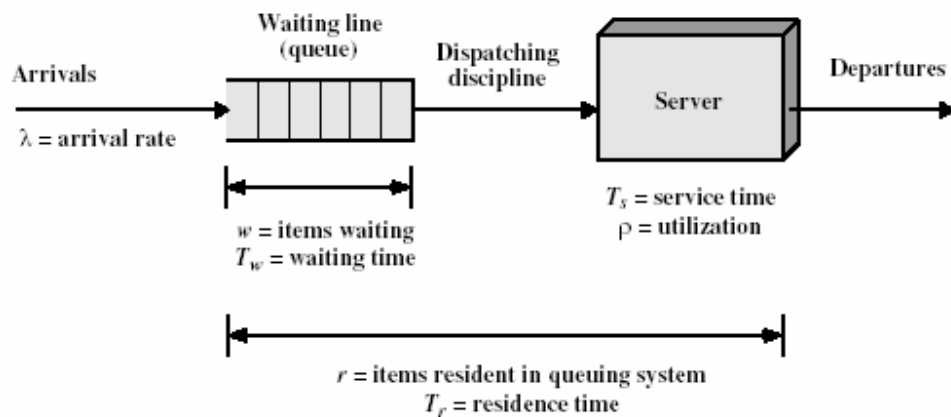 Waiting line
(queue)
Dispatching
discipline
Arrivals
Departures
Server
λ = arrival rate
w = items waiting
T_w = waiting time
T_s = service time
ρ = utilization
r = items resident in queuing system
T_r = residence time